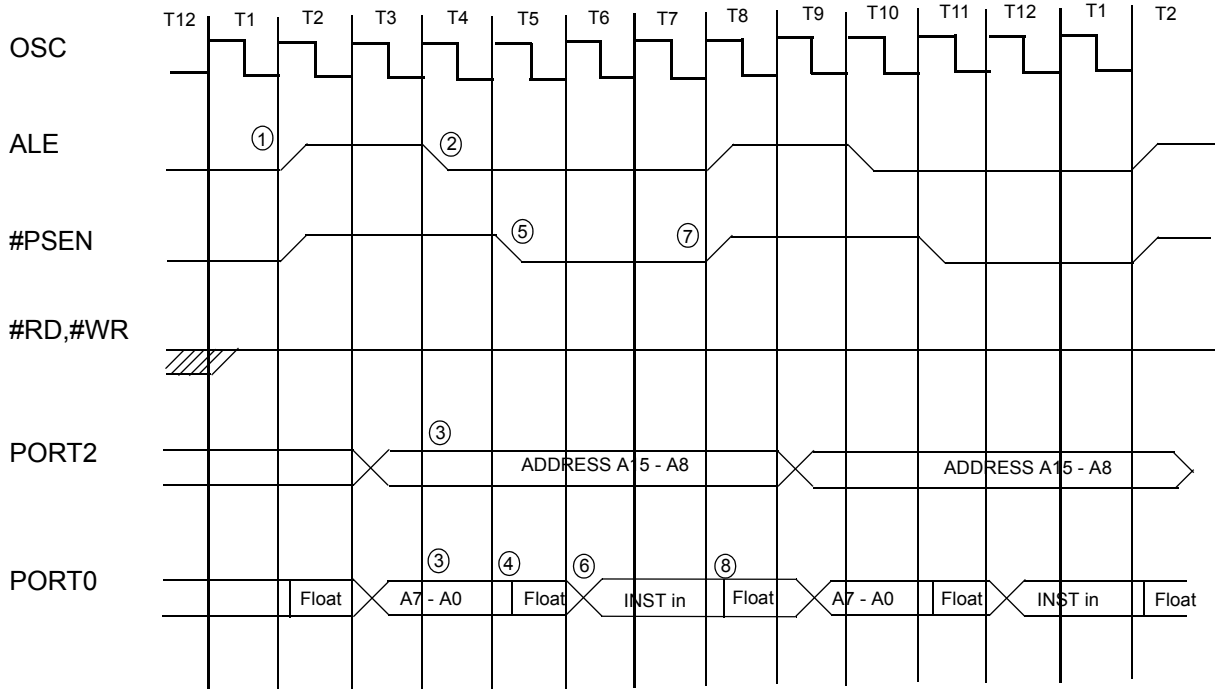 T12 T1 T2 T3 T4 T5 T6 T7 T8 T9 T10 T11 T12 T1 T2
OSC
ALE ① ②
#PSEN ⑤ ⑦
#RD,#WR
③
PORT2 ADDRESS A15 - A8 ADDRESS A15 - A8
③ ④ ⑥ ⑧
PORT0 Float A7 - A0 Float INST in Float A7 - A0 Float INST in Float